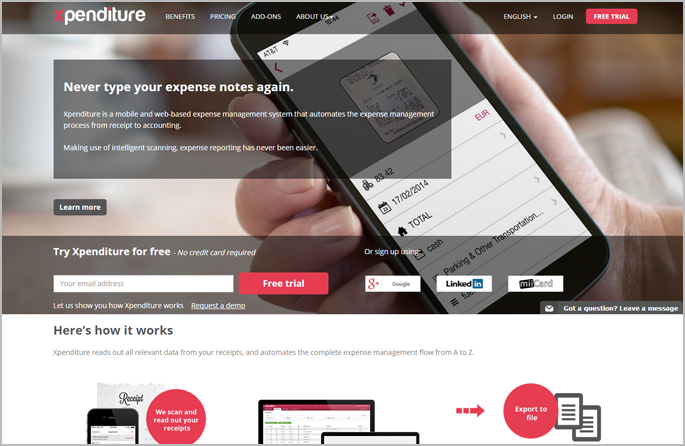 xpenditure BENEFITS PRICING ADD-ONS ABOUT US ENGLISH LOGIN FREE TRIAL
AT&T
Never type your expense notes again.
Xpenditure is a mobile and web-based expense management system that automates the expense management
process from receipt to accounting.
Making use of intelligent scanning, expense reporting has never been easier.
EUR
83.42
17/02/2014
TOTAL
cash
Parking & Other Transportation...
fuel
Learn more
Try Xpenditure for free - No credit card required
Or sign up using:
Your email address
Free trial
g+ Google
LinkedIn
miiCard
Let us show you how Xpenditure works Request a demo
Got a question? Leave a message
Here's how it works
Xpenditure reads out all relevant data from your receipts, and automates the complete expense management flow from A to Z.
Receipt
We scan and
read out your
receipts
Export to
file